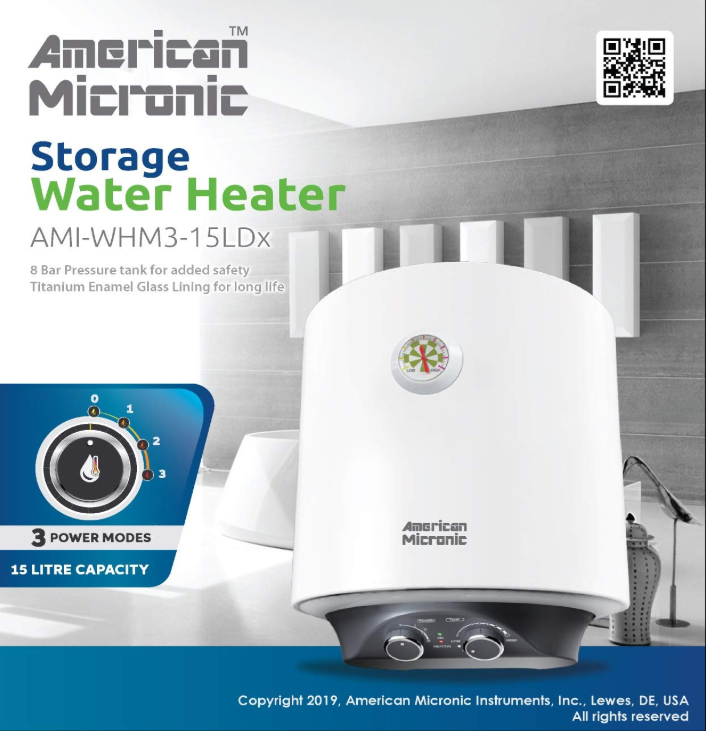 American™
Micronic
Storage
Water Heater
AMI-WHM3-15LDx
8 Bar Pressure tank for added safety
Titanium Enamel Glass Lining for long life
0
1
2
3
3 POWER MODES
15 LITRE CAPACITY
American
Micronic
Copyright 2019, American Micronic Instruments, Inc., Lewes, DE, USA
All rights reserved